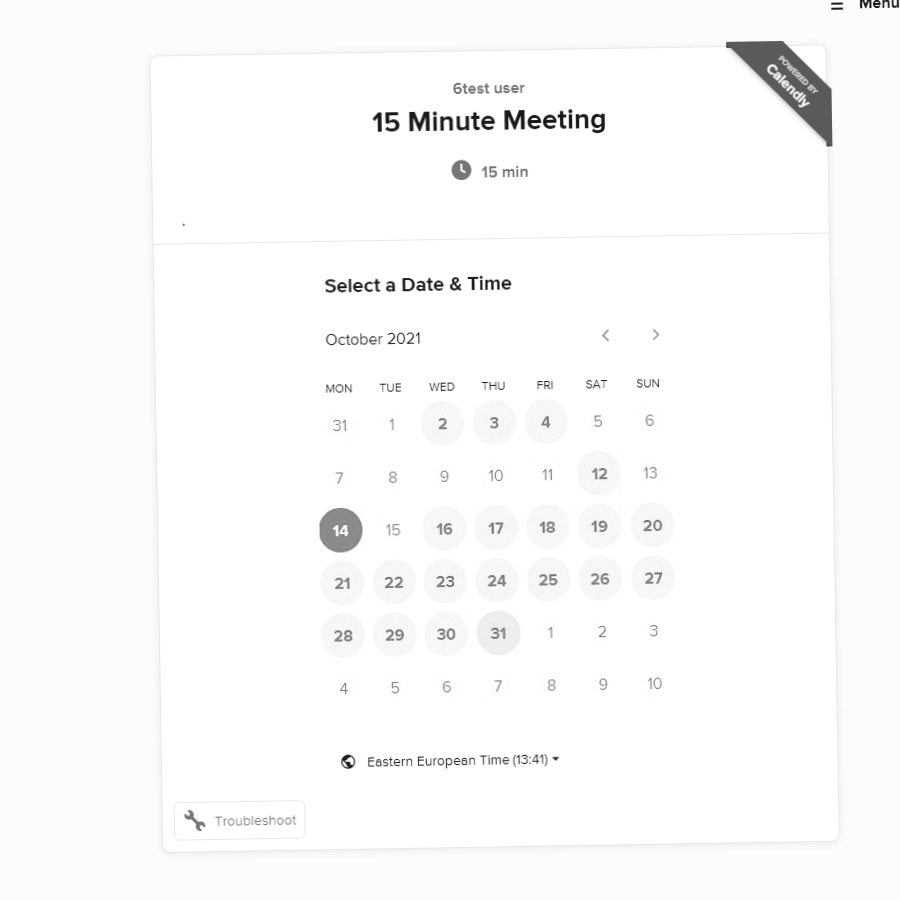 Menu
POWERED BY
Calendly
6test user
15 Minute Meeting
15 min
Select a Date & Time
October 2021
MON TUE WED THU FRI SAT SUN
31 1 2 3 4 5 6
7 8 9 10 11 12 13
14 15 16 17 18 19 20
21 22 23 24 25 26 27
28 29 30 31 1 2 3
4 5 6 7 8 9 10
Eastern European Time (13:41)
Troubleshoot